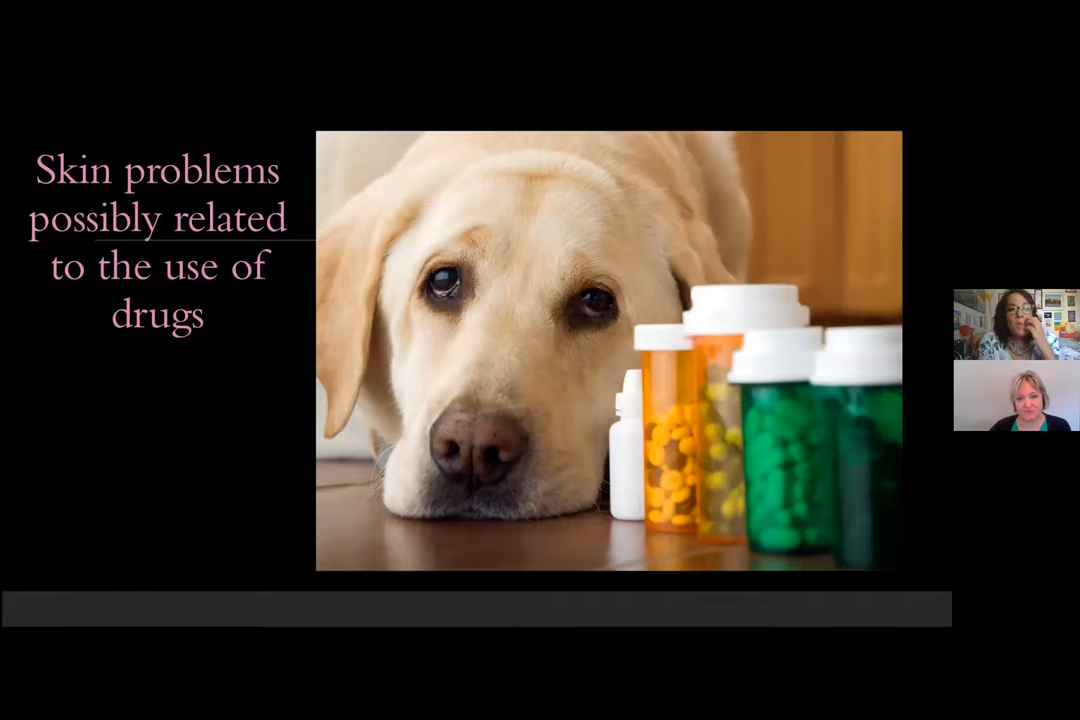 Skin problems
possibly related
to the use of
drugs